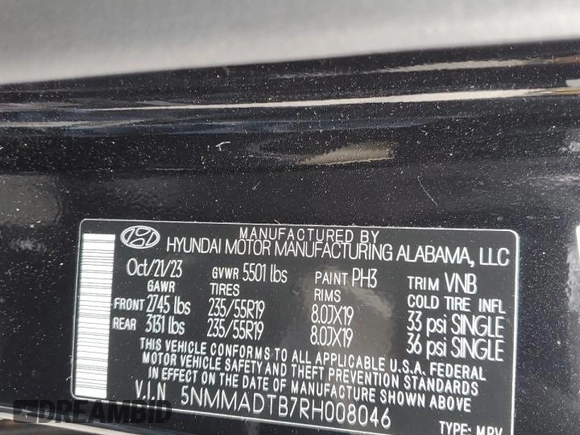 MANUFACTURED BY
HYUNDAI MOTOR MANUFACTURING ALABAMA, LLC
Oct/21/23 GVWR 5501 lbs PAINT PH3 TRIM VNB
GAWR TIRES RIMS COLD TIRE INFL
FRONT 2745 lbs 235/55R19 8.0JX19 33 psi SINGLE
REAR 3131 lbs 235/55R19 8.0JX19 36 psi SINGLE
THIS VEHICLE CONFORMS TO ALL APPLICABLE U.S.A. FEDERAL
MOTOR VEHICLE SAFETY AND THEFT PREVENTION STANDARDS
IN EFFECT ON THE DATE OF MANUFACTURE SHOWN ABOVE.
V.I.N 5NMMADTB7RH008046
TYPE: MPV
DREAMBID